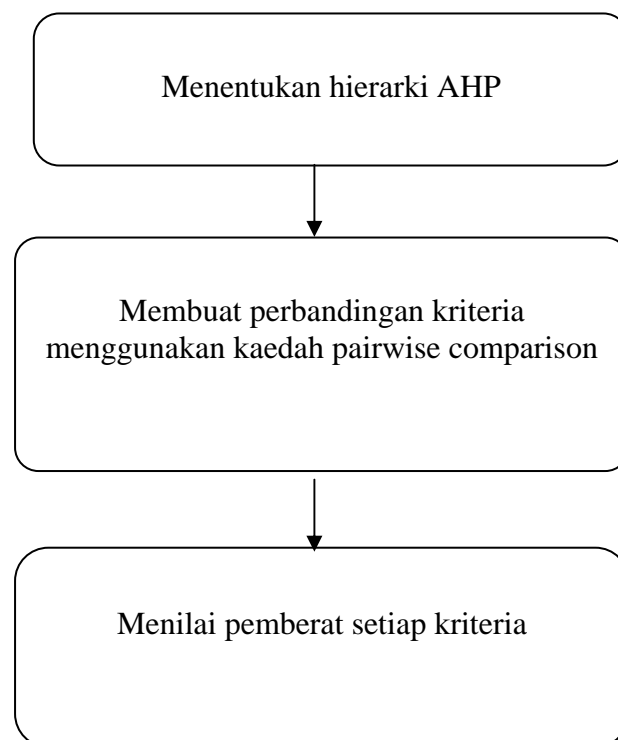 Menentukan hierarki AHP
Membuat perbandingan kriteria
menggunakan kaedah pairwise comparison
Menilai pemberat setiap kriteria